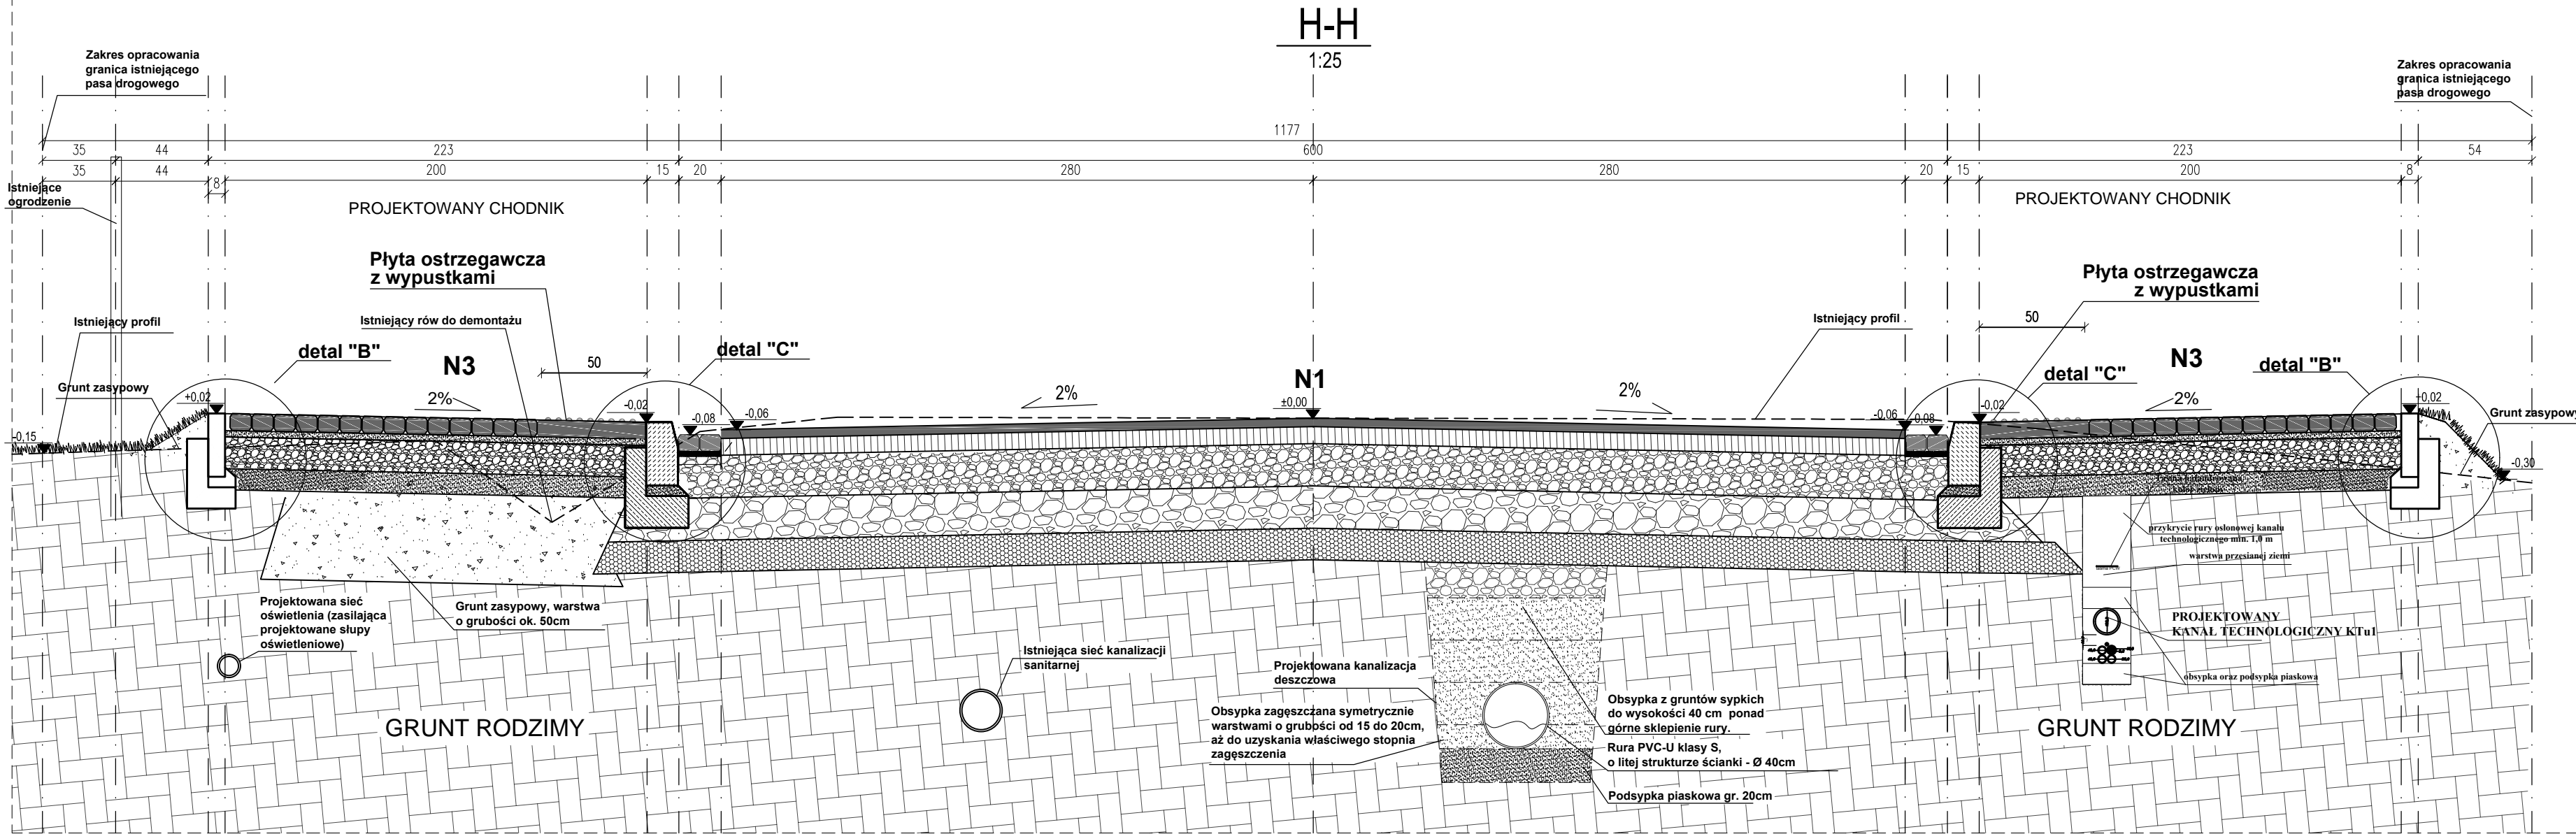 H-H
1:25
Zakres opracowania
granica istniejącego
pasa drogowego
Zakres opracowania
granica istniejącego
pasa drogowego
1177
35
44
223
600
223
54
35
44
8
200
15
20
280
280
20
15
200
8
Istniejące
ogrodzenie
PROJEKTOWANY CHODNIK
PROJEKTOWANY CHODNIK
Płyta ostrzegawcza
z wypustkami
Płyta ostrzegawcza
z wypustkami
Istniejący profil
Istniejący rów do demontażu
Istniejący profil
50
50
detal "B"
N3
detal "C"
N1
detal "C"
N3
detal "B"
Grunt zasypowy
2%
2%
2%
2%
Grunt zasypowy
+0,02
-0,02
-0,08
-0,06
±0,00
-0,06
-0,08
-0,02
+0,02
-0,15
-0,30
przykrycie rury osłonowej kanału
technologicznego min. 1,0 m
warstwa przesianej ziemi
PROJEKTOWANY
KANAŁ TECHNOLOGICZNY KTu1
obsypka oraz podsypka piaskowa
Projektowana sieć
oświetlenia (zasilająca
projektowane słupy
oświetleniowe)
Grunt zasypowy, warstwa
o grubości ok. 50cm
Istniejąca sieć kanalizacji
sanitarnej
Projektowana kanalizacja
deszczowa
Obsypka zagęszczana symetrycznie
warstwami o grubości od 15 do 20cm,
aż do uzyskania właściwego stopnia
zagęszczenia
Obsypka z gruntów sypkich
do wysokości 40 cm ponad
górne sklepienie rury.
Rura PVC-U klasy S,
o litej strukturze ścianki - Ø 40cm
Podsypka piaskowa gr. 20cm
GRUNT RODZIMY
GRUNT RODZIMY